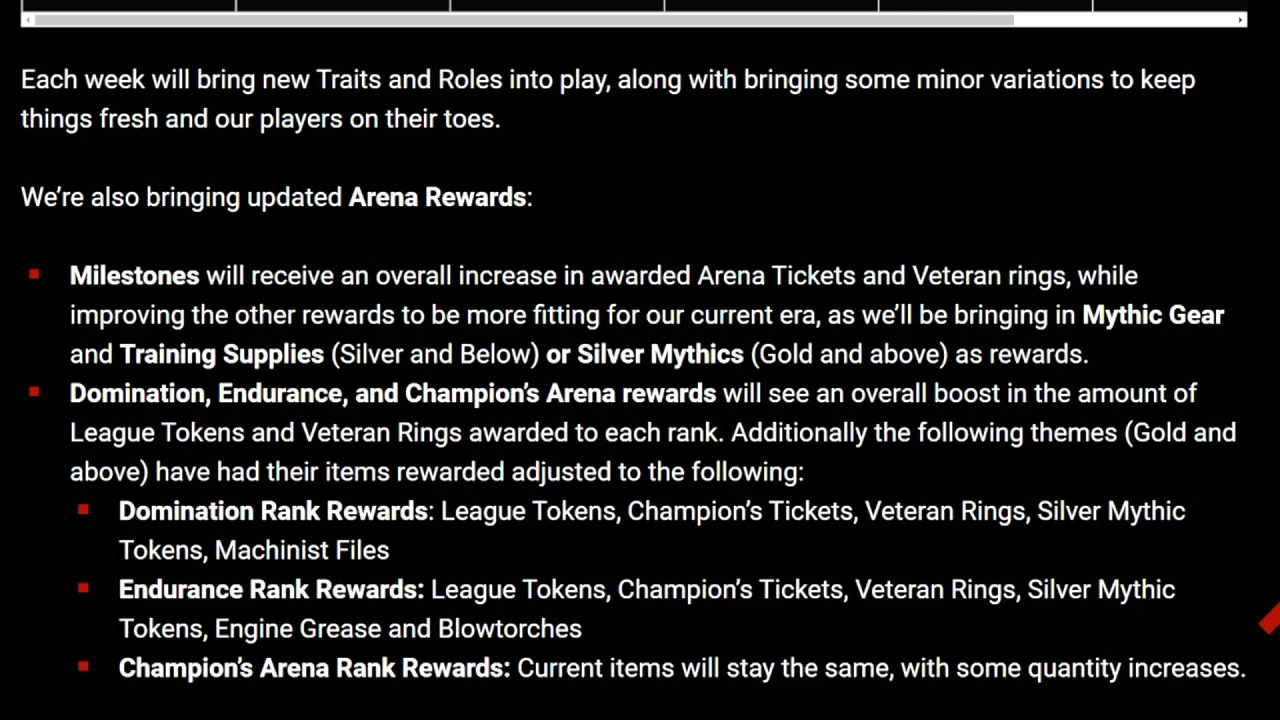 Each week will bring new Traits and Roles into play, along with bringing some minor variations to keep
things fresh and our players on their toes.
We're also bringing updated Arena Rewards:
Milestones will receive an overall increase in awarded Arena Tickets and Veteran rings, while
improving the other rewards to be more fitting for our current era, as we'll be bringing in Mythic Gear
and Training Supplies (Silver and Below) or Silver Mythics (Gold and above) as rewards.
Domination, Endurance, and Champion's Arena rewards will see an overall boost in the amount of
League Tokens and Veteran Rings awarded to each rank. Additionally the following themes (Gold and
above) have had their items rewarded adjusted to the following:
Domination Rank Rewards: League Tokens, Champion's Tickets, Veteran Rings, Silver Mythic
Tokens, Machinist Files
Endurance Rank Rewards: League Tokens, Champion's Tickets, Veteran Rings, Silver Mythic
Tokens, Engine Grease and Blowtorches
Champion's Arena Rank Rewards: Current items will stay the same, with some quantity increases.